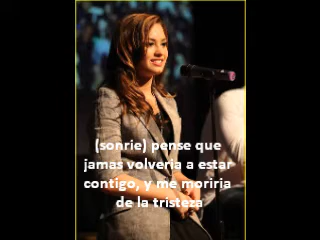 (sonrie) pense que
jamas volveria a estar
contigo, y me moriria
de la tristeza